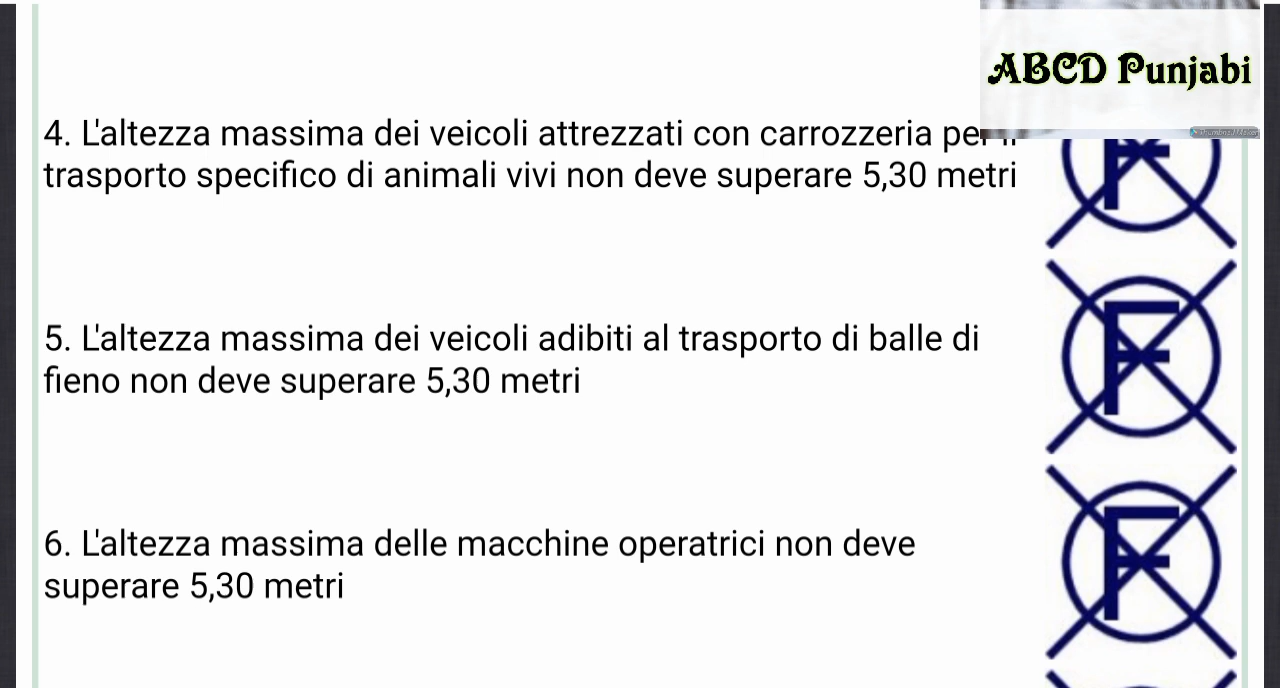 ABCD Punjabi
4. L'altezza massima dei veicoli attrezzati con carrozzeria per il
trasporto specifico di animali vivi non deve superare 5,30 metri
F
5. L'altezza massima dei veicoli adibiti al trasporto di balle di
fieno non deve superare 5,30 metri
F
6. L'altezza massima delle macchine operatrici non deve
superare 5,30 metri
F